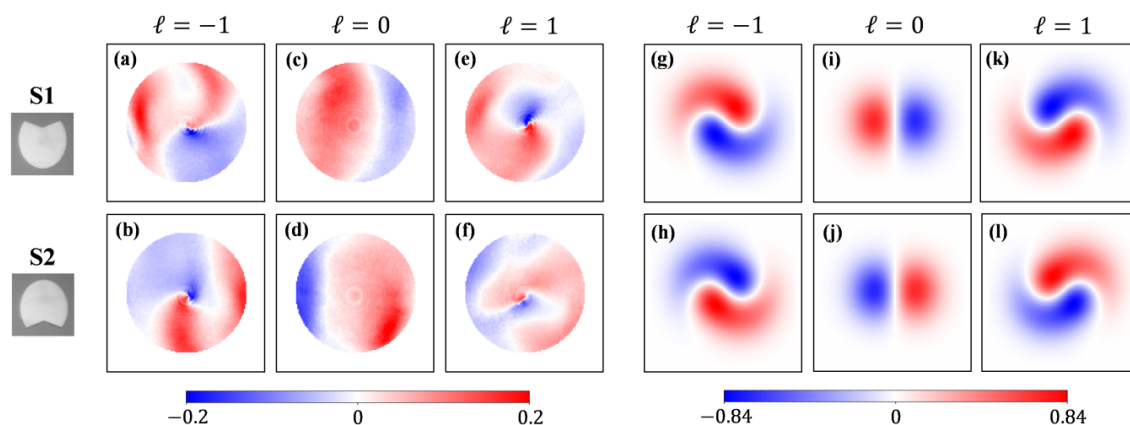 ℓ = −1 ℓ = 0 ℓ = 1 ℓ = −1 ℓ = 0 ℓ = 1
S1 (a) (c) (e) (g) (i) (k)
S2 (b) (d) (f) (h) (j) (l)
−0.2 0 0.2 −0.84 0 0.84